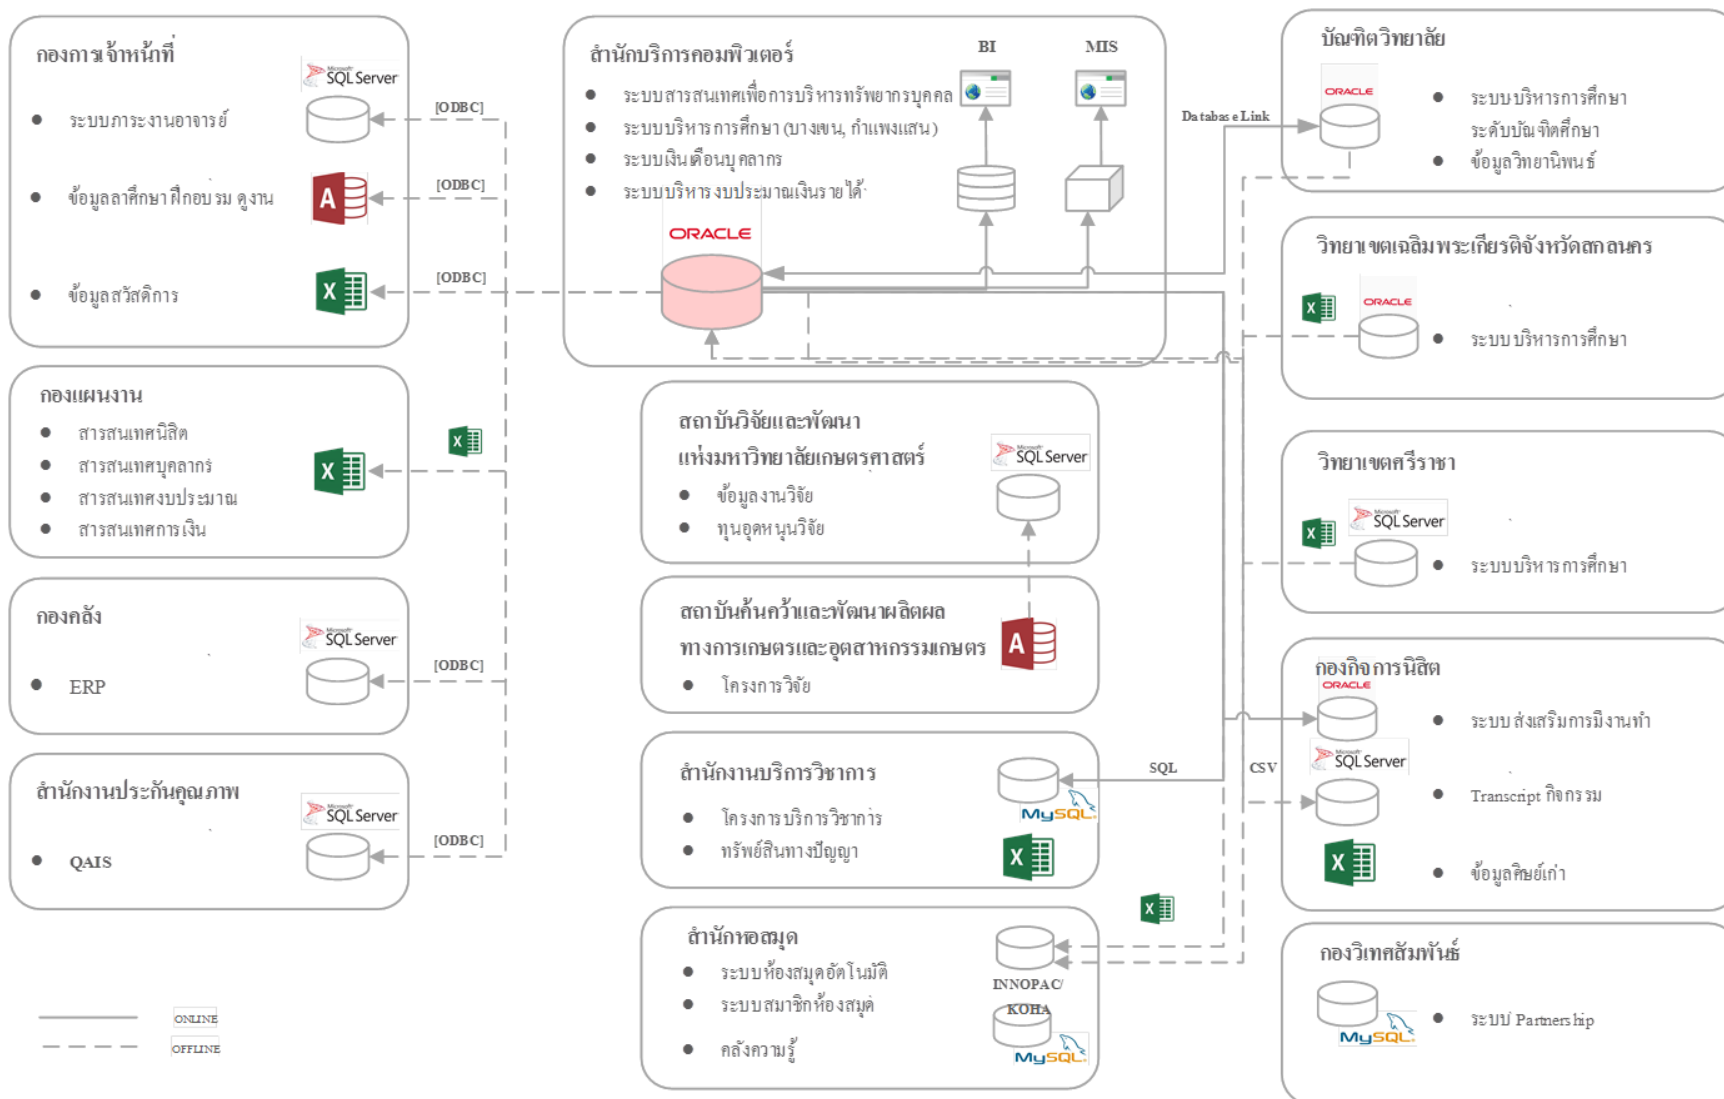 กองการเจ้าหน้าที่
Microsoft
SQL Server
[ODBC]
ระบบภาระงานอาจารย์
[ODBC]
ข้อมูลลาศึกษา ฝึกอบรม ดูงาน
[ODBC]
ข้อมูลสวัสดิการ
กองแผนงาน
สารสนเทศนิสิต
สารสนเทศบุคลากร
สารสนเทศงบประมาณ
สารสนเทศการเงิน
กองคลัง
Microsoft
SQL Server
[ODBC]
ERP
สำนักงานประกันคุณภาพ
Microsoft
SQL Server
[ODBC]
QAIS
ONLINE
OFFLINE
สำนักบริการคอมพิวเตอร์
BI
MIS
ระบบสารสนเทศเพื่อการบริหารทรัพยากรบุคคล
ระบบบริหารการศึกษา (บางเขน, กำแพงแสน)
ระบบเงินเดือนบุคลากร
ระบบบริหารงบประมาณเงินรายได้
ORACLE
สถาบันวิจัยและพัฒนา
แห่งมหาวิทยาลัยเกษตรศาสตร์
Microsoft
SQL Server
ข้อมูลงานวิจัย
ทุนอุดหนุนวิจัย
สถาบันค้นคว้าและพัฒนาผลิตผล
ทางการเกษตรและอุตสาหกรรมเกษตร
โครงการวิจัย
สำนักงานบริการวิชาการ
SQL
CSV
MySQL
โครงการบริการวิชาการ
ทรัพย์สินทางปัญญา
สำนักหอสมุด
ระบบห้องสมุดอัตโนมัติ
INNOPAC/
KOHA
ระบบสมาชิกห้องสมุด
คลังความรู้
MySQL
บัณฑิตวิทยาลัย
Database Link
ORACLE
ระบบบริหารการศึกษา
ระดับบัณฑิตศึกษา
ข้อมูลวิทยานิพนธ์
วิทยาเขตเฉลิมพระเกียรติจังหวัดสกลนคร
ORACLE
ระบบบริหารการศึกษา
วิทยาเขตศรีราชา
Microsoft
SQL Server
ระบบบริหารการศึกษา
กองกิจการนิสิต
ORACLE
ระบบส่งเสริมการมีงานทำ
Microsoft
SQL Server
Transcript กิจกรรม
ข้อมูลศิษย์เก่า
กองวิเทศสัมพันธ์
ระบบ Partnership
MySQL